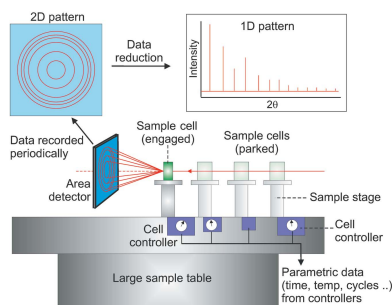 2D pattern
Data
reduction
1D pattern
Intensity
2θ
Data recorded
periodically
Sample cell
(engaged)
Sample cells
(parked)
Area
detector
Sample stage
Cell
controller
Cell
controller
Large sample table
Parametric data
(time, temp, cycles ..)
from controllers